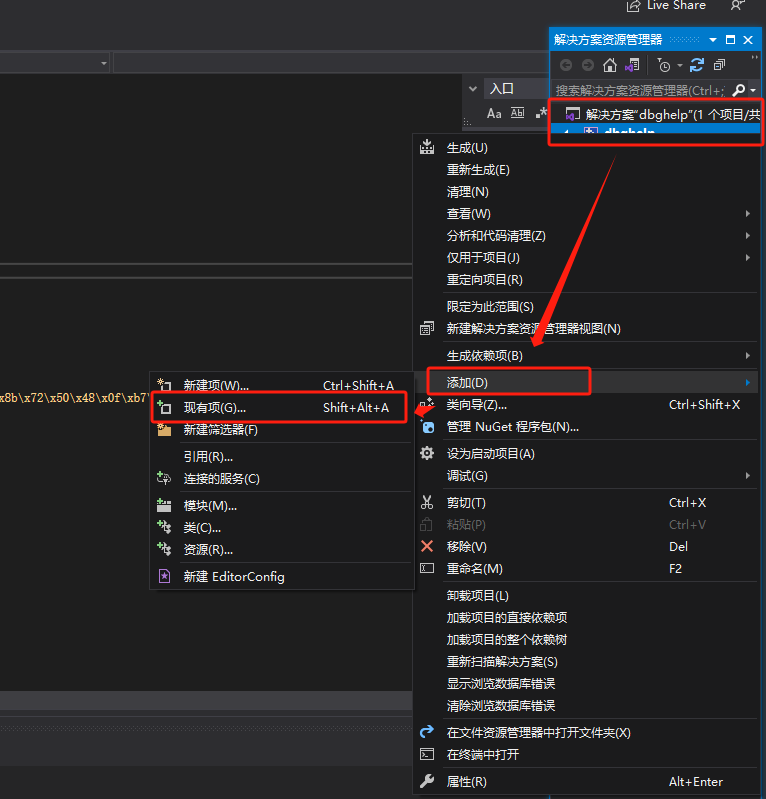 Live Share
解决方案资源管理器
搜索解决方案资源管理器(Ctrl+;
入口
Aa Ab .*
解决方案"dbghelp"(1 个项目/共
dbghelp
生成(U)
重新生成(E)
清理(N)
查看(W)
分析和代码清理(Z)
仅用于项目(J)
重定向项目(R)
限定为此范围(S)
新建解决方案资源管理器视图(N)
生成依赖项(B)
添加(D)
类向导(Z)... Ctrl+Shift+X
管理 NuGet 程序包(N)...
设为启动项目(A)
调试(G)
剪切(T) Ctrl+X
粘贴(P) Ctrl+V
移除(V) Del
重命名(M) F2
卸载项目(L)
加载项目的直接依赖项
加载项目的整个依赖树
重新扫描解决方案(S)
显示浏览数据库错误
清除浏览数据库错误
在文件资源管理器中打开文件夹(X)
在终端中打开
属性(R) Alt+Enter
新建项(W)... Ctrl+Shift+A
x8b\x72\x50\x48\x0f\xb7\
现有项(G)... Shift+Alt+A
新建筛选器(F)
引用(R)...
连接的服务(C)
模块(M)...
类(C)...
资源(R)...
新建 EditorConfig